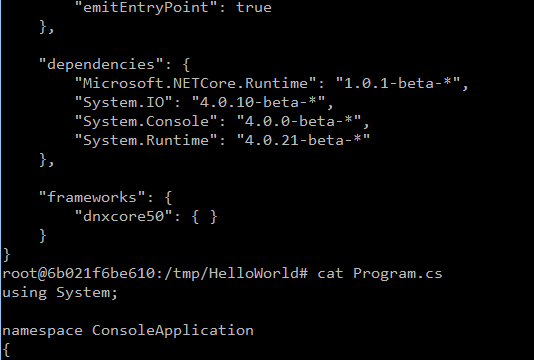 "emitEntryPoint": true
},
"dependencies": {
"Microsoft.NETCore.Runtime": "1.0.1-beta-*",
"System.IO": "4.0.10-beta-*",
"System.Console": "4.0.0-beta-*",
"System.Runtime": "4.0.21-beta-*"
},
"frameworks": {
"dnxcore50": { }
}
}
root@6b021f6be610:/tmp/HelloWorld# cat Program.cs
using System;
namespace ConsoleApplication
{